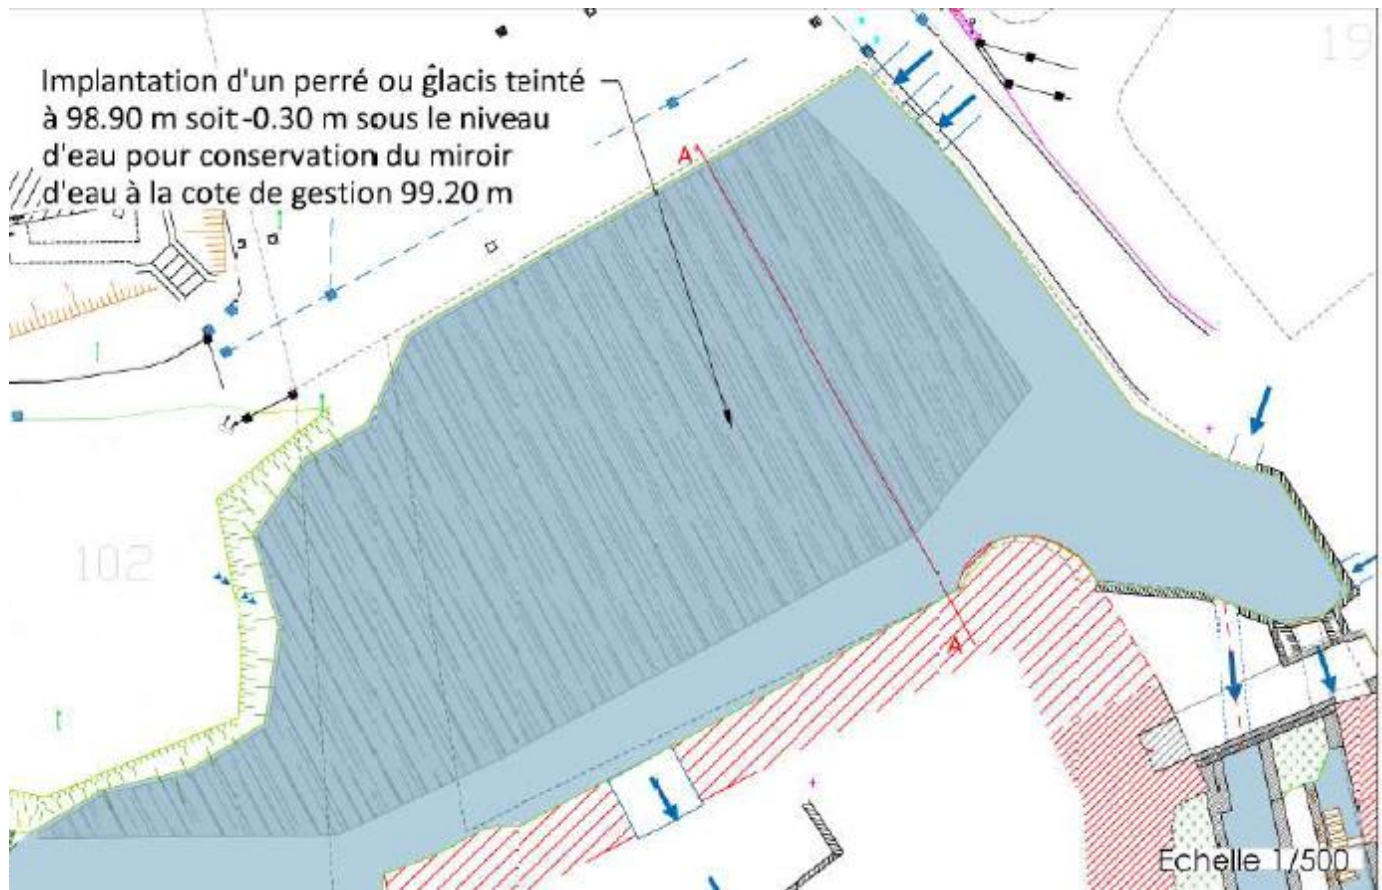 19
Implantation d'un perré ou glacis teinté
à 98.90 m soit -0.30 m sous le niveau
d'eau pour conservation du miroir
d'eau à la cote de gestion 99.20 m
A
102
A
Echelle 1/500